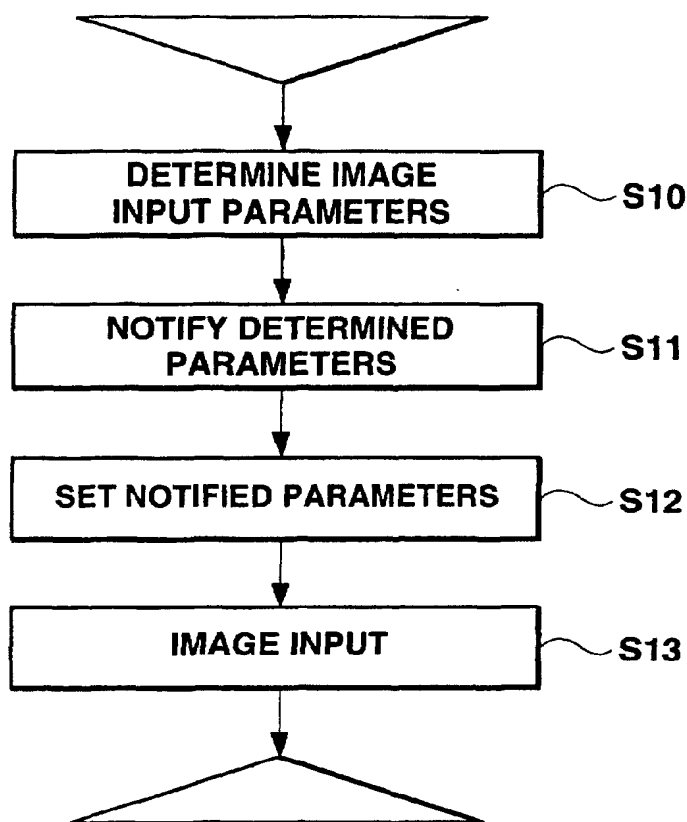 DETERMINE IMAGE
INPUT PARAMETERS
S10
NOTIFY DETERMINED
PARAMETERS
S11
SET NOTIFIED PARAMETERS
S12
IMAGE INPUT
S13